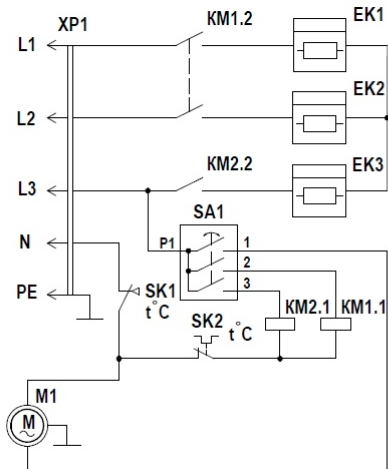 XP1 KM1.2 EK1
L1
EK2
L2
KM2.2 EK3
L3
SA1
N P1 1
2
3
PE SK1
t°C
KM2.1 KM1.1
SK2 t°C
M1
M